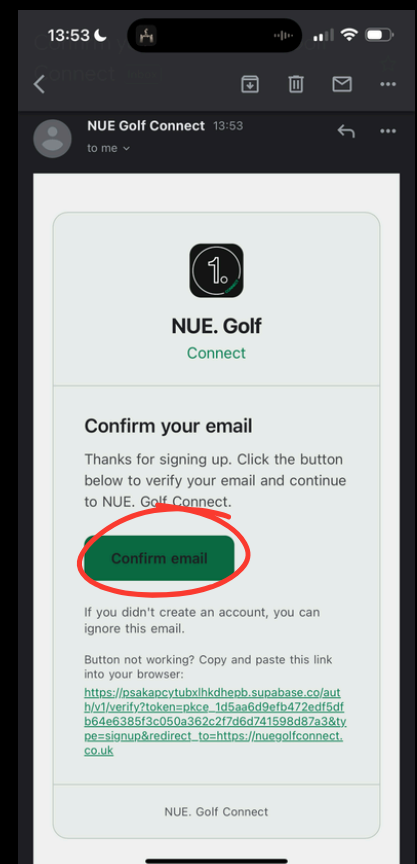 13:53
Connect
NUE Golf Connect 13:53
to me
1.
NUE. Golf
Connect
Confirm your email
Thanks for signing up. Click the button
below to verify your email and continue
to NUE. Golf Connect.
Confirm email
If you didn't create an account, you can
ignore this email.
Button not working? Copy and paste this link
into your browser:
https://psakapcytubxlhkdhepb.supabase.co/aut
h/v1/verify?token=pkce_1d5aa6d9efb472edf5df
b64e6385f3c050a362c2f7d6d741598d87a3&ty
pe=signup&redirect_to=https://nuegolfconnect.
co.uk
NUE. Golf Connect